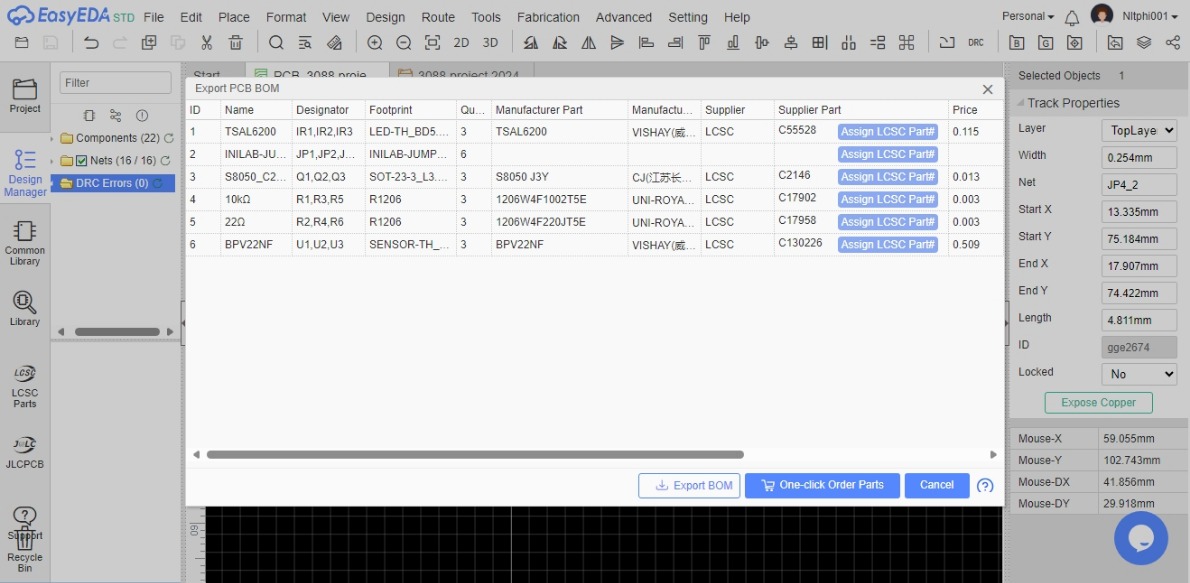 EasyEDA STD File Edit Place Format View Design Route Tools Fabrication Advanced Setting Help Personal Nltphi001
2D 3D DRC B G
Start PCB_3088 proje... 3088 project 2024 Selected Objects 1
Filter
Project
Components (22)
Nets (16 / 16)
DRC Errors (0)
Design Manager
Common Library
Library
LCSC
LCSC Parts
JLCPCB
Support
Recycle Bin
Export PCB BOM
ID Name Designator Footprint Qu... Manufacturer Part Manufactu... Supplier Supplier Part Price
1 TSAL6200 IR1,IR2,IR3 LED-TH_BD5.... 3 TSAL6200 VISHAY(威... LCSC C55528 Assign LCSC Part# 0.115
2 INILAB-JU... JP1,JP2,J... INILAB-JUMP... 6 Assign LCSC Part#
3 S8050_C2... Q1,Q2,Q3 SOT-23-3_L3.... 3 S8050 J3Y CJ(江苏长... LCSC C2146 Assign LCSC Part# 0.013
4 10kΩ R1,R3,R5 R1206 3 1206W4F1002T5E UNI-ROYA... LCSC C17902 Assign LCSC Part# 0.003
5 22Ω R2,R4,R6 R1206 3 1206W4F220JT5E UNI-ROYA... LCSC C17958 Assign LCSC Part# 0.003
6 BPV22NF U1,U2,U3 SENSOR-TH_... 3 BPV22NF VISHAY(威... LCSC C130226 Assign LCSC Part# 0.509
Export BOM One-click Order Parts Cancel
60
Track Properties
Layer TopLaye
Width 0.254mm
Net JP4_2
Start X 13.335mm
Start Y 75.184mm
End X 17.907mm
End Y 74.422mm
Length 4.811mm
ID gge2674
Locked No
Expose Copper
Mouse-X 59.055mm
Mouse-Y 102.743mm
Mouse-DX 41.856mm
Mouse-DY 29.918mm